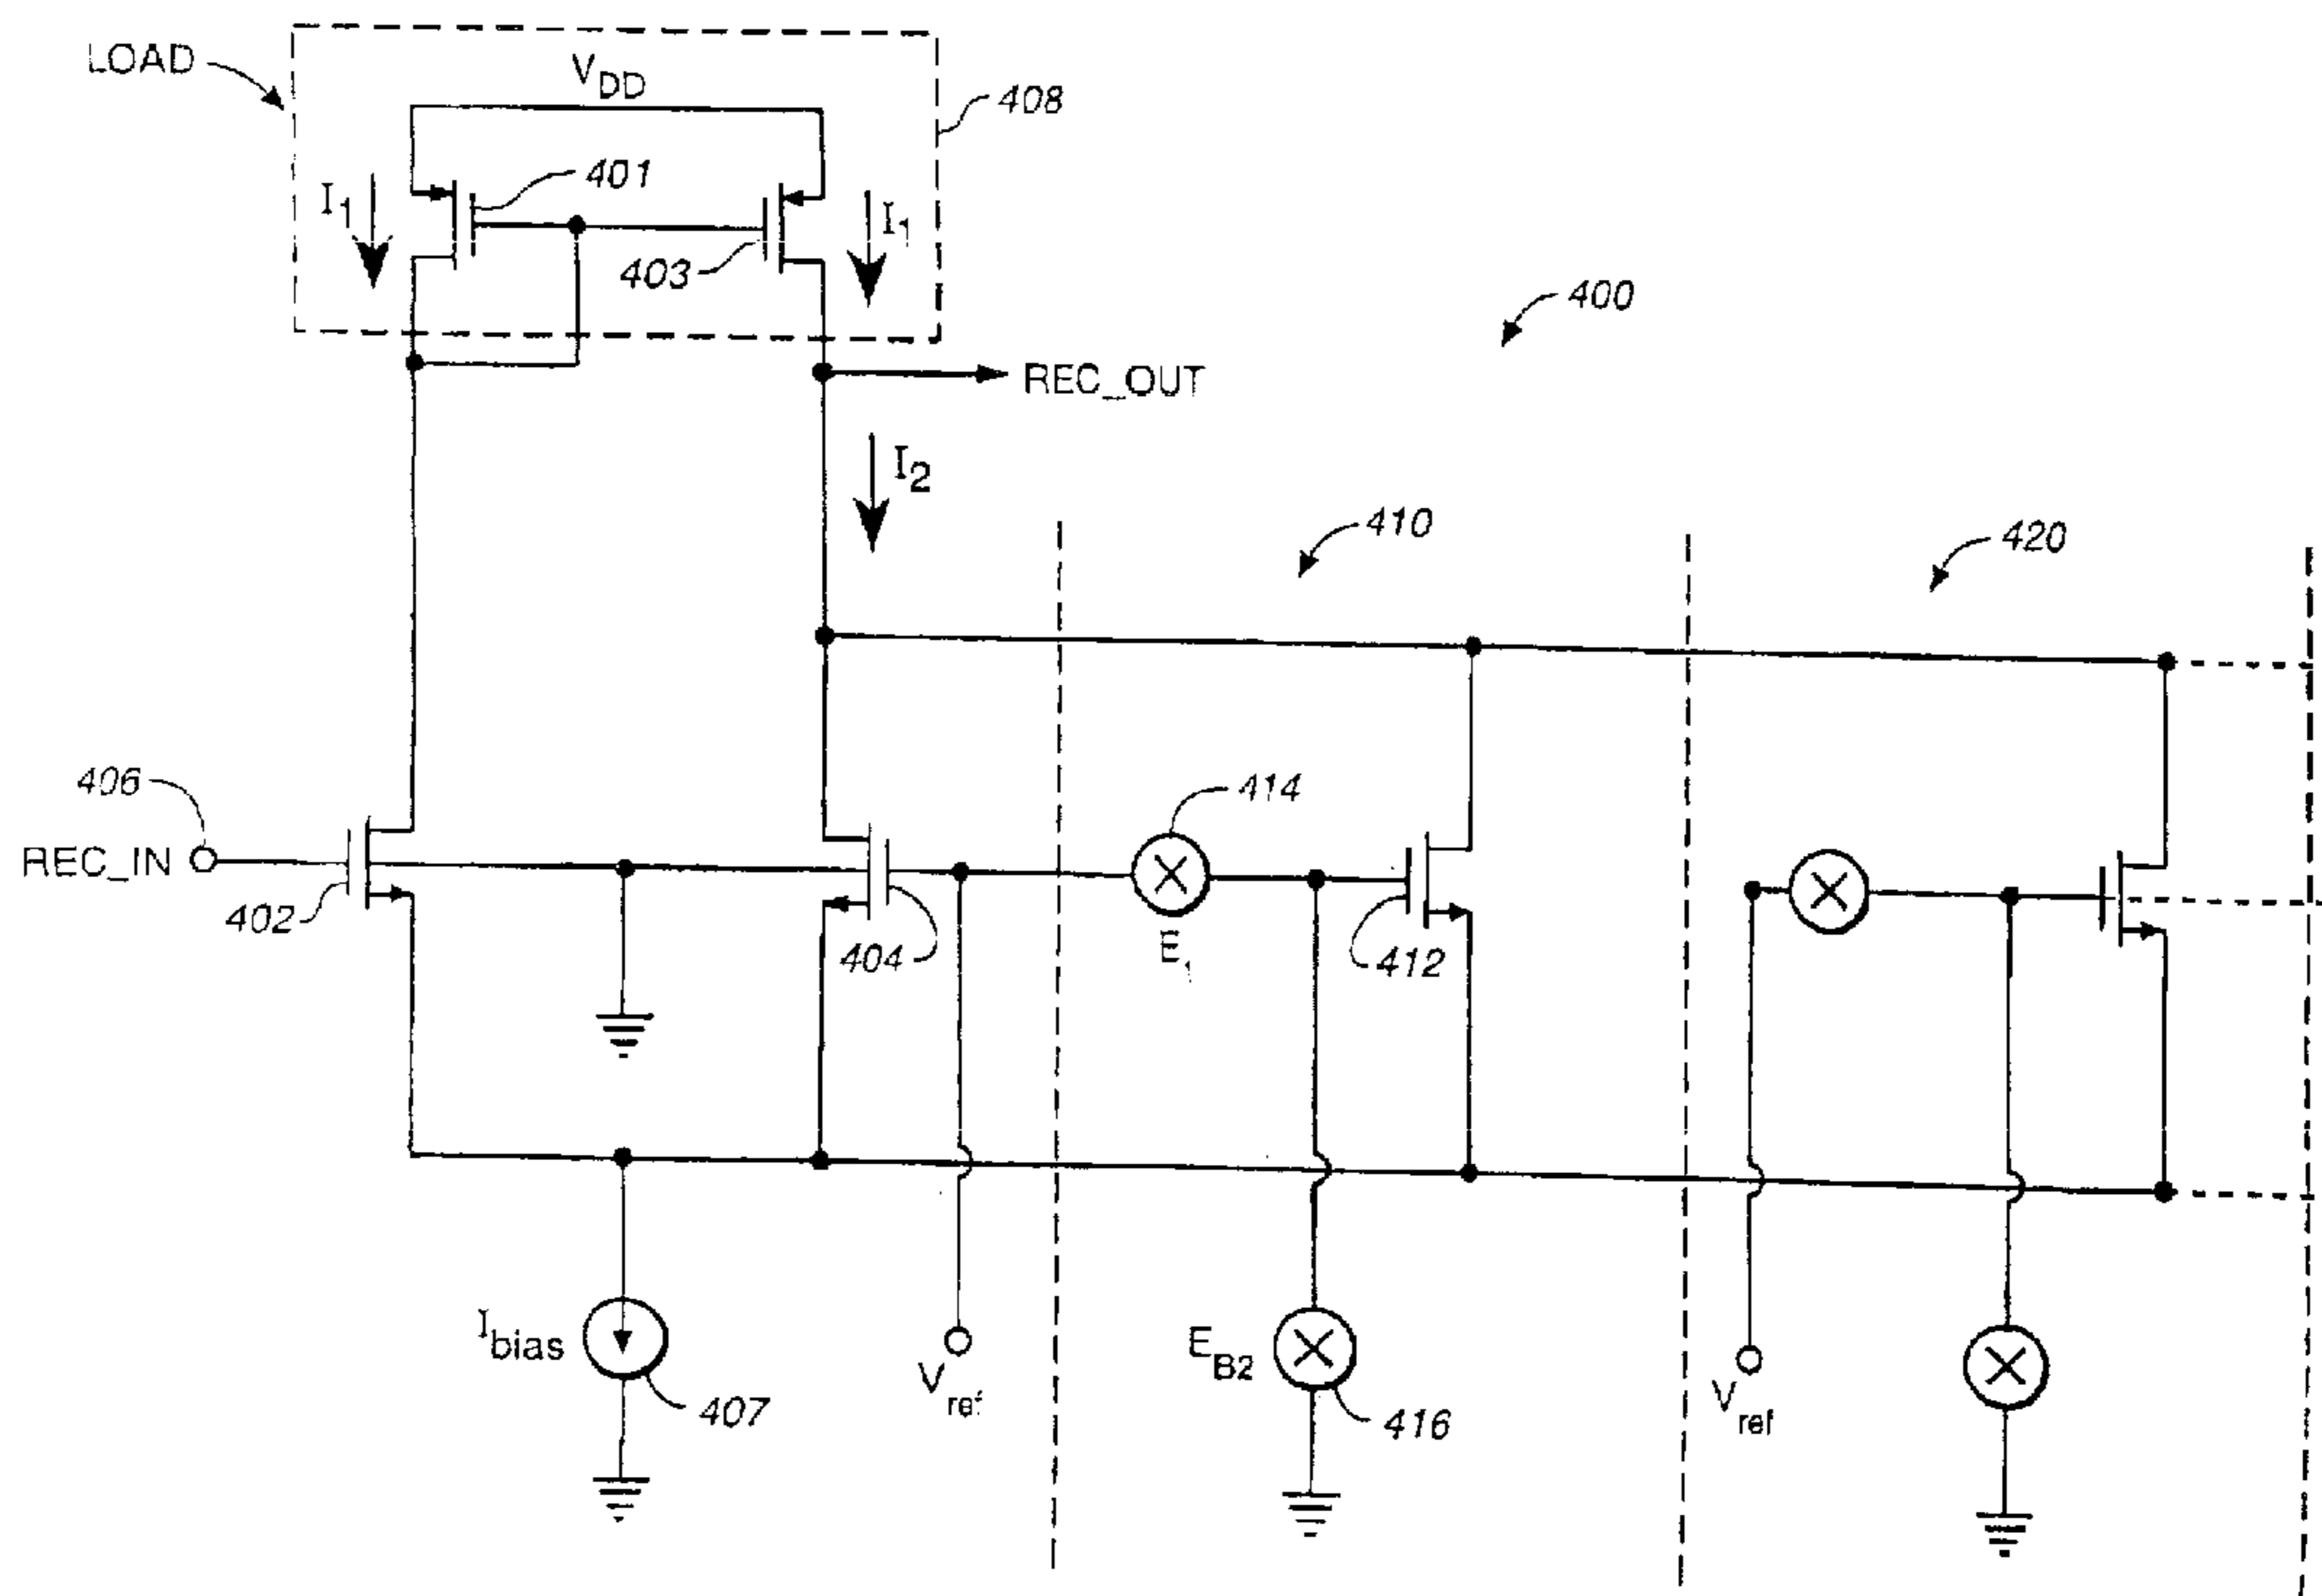 LOAD
VDD
408
401
I1
I1
403
400
REC_OUT
I2
410
420
406
414
REC_IN
402
404
E1
412
Ibias
407
Vref
EB2
416
Vref